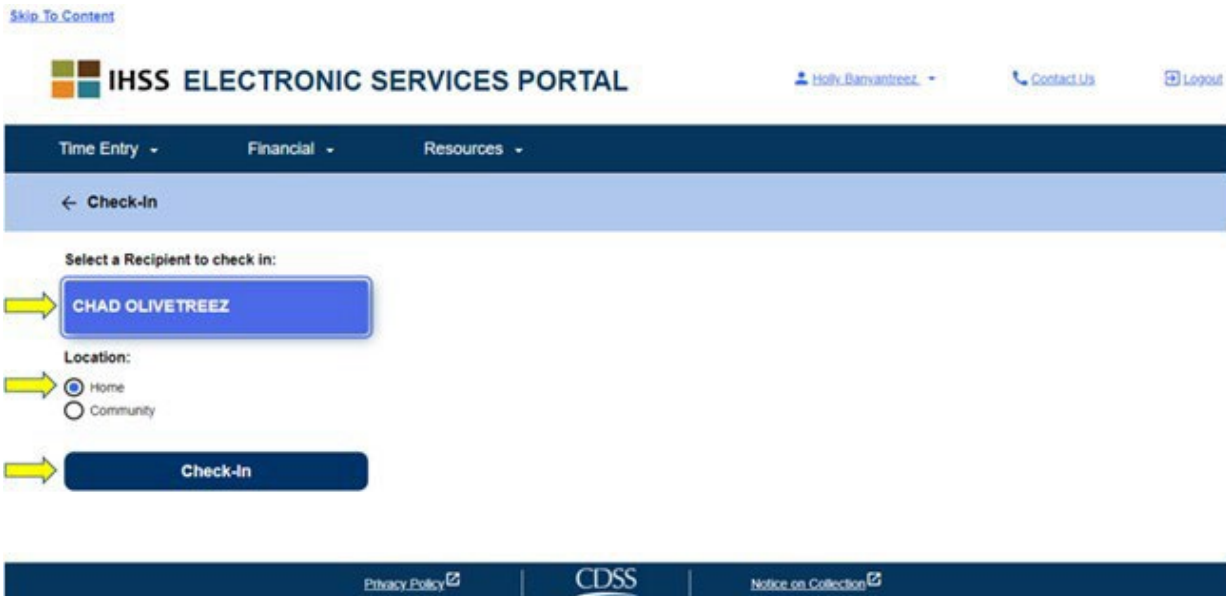 Skip To Content
IHSS ELECTRONIC SERVICES PORTAL
Holly Banyantreez
Contact Us
Logout
Time Entry
Financial
Resources
← Check-In
Select a Recipient to check in:
CHAD OLIVETREEZ
Location:
Home
Community
Check-In
Privacy Policy
CDSS
Notice on Collection